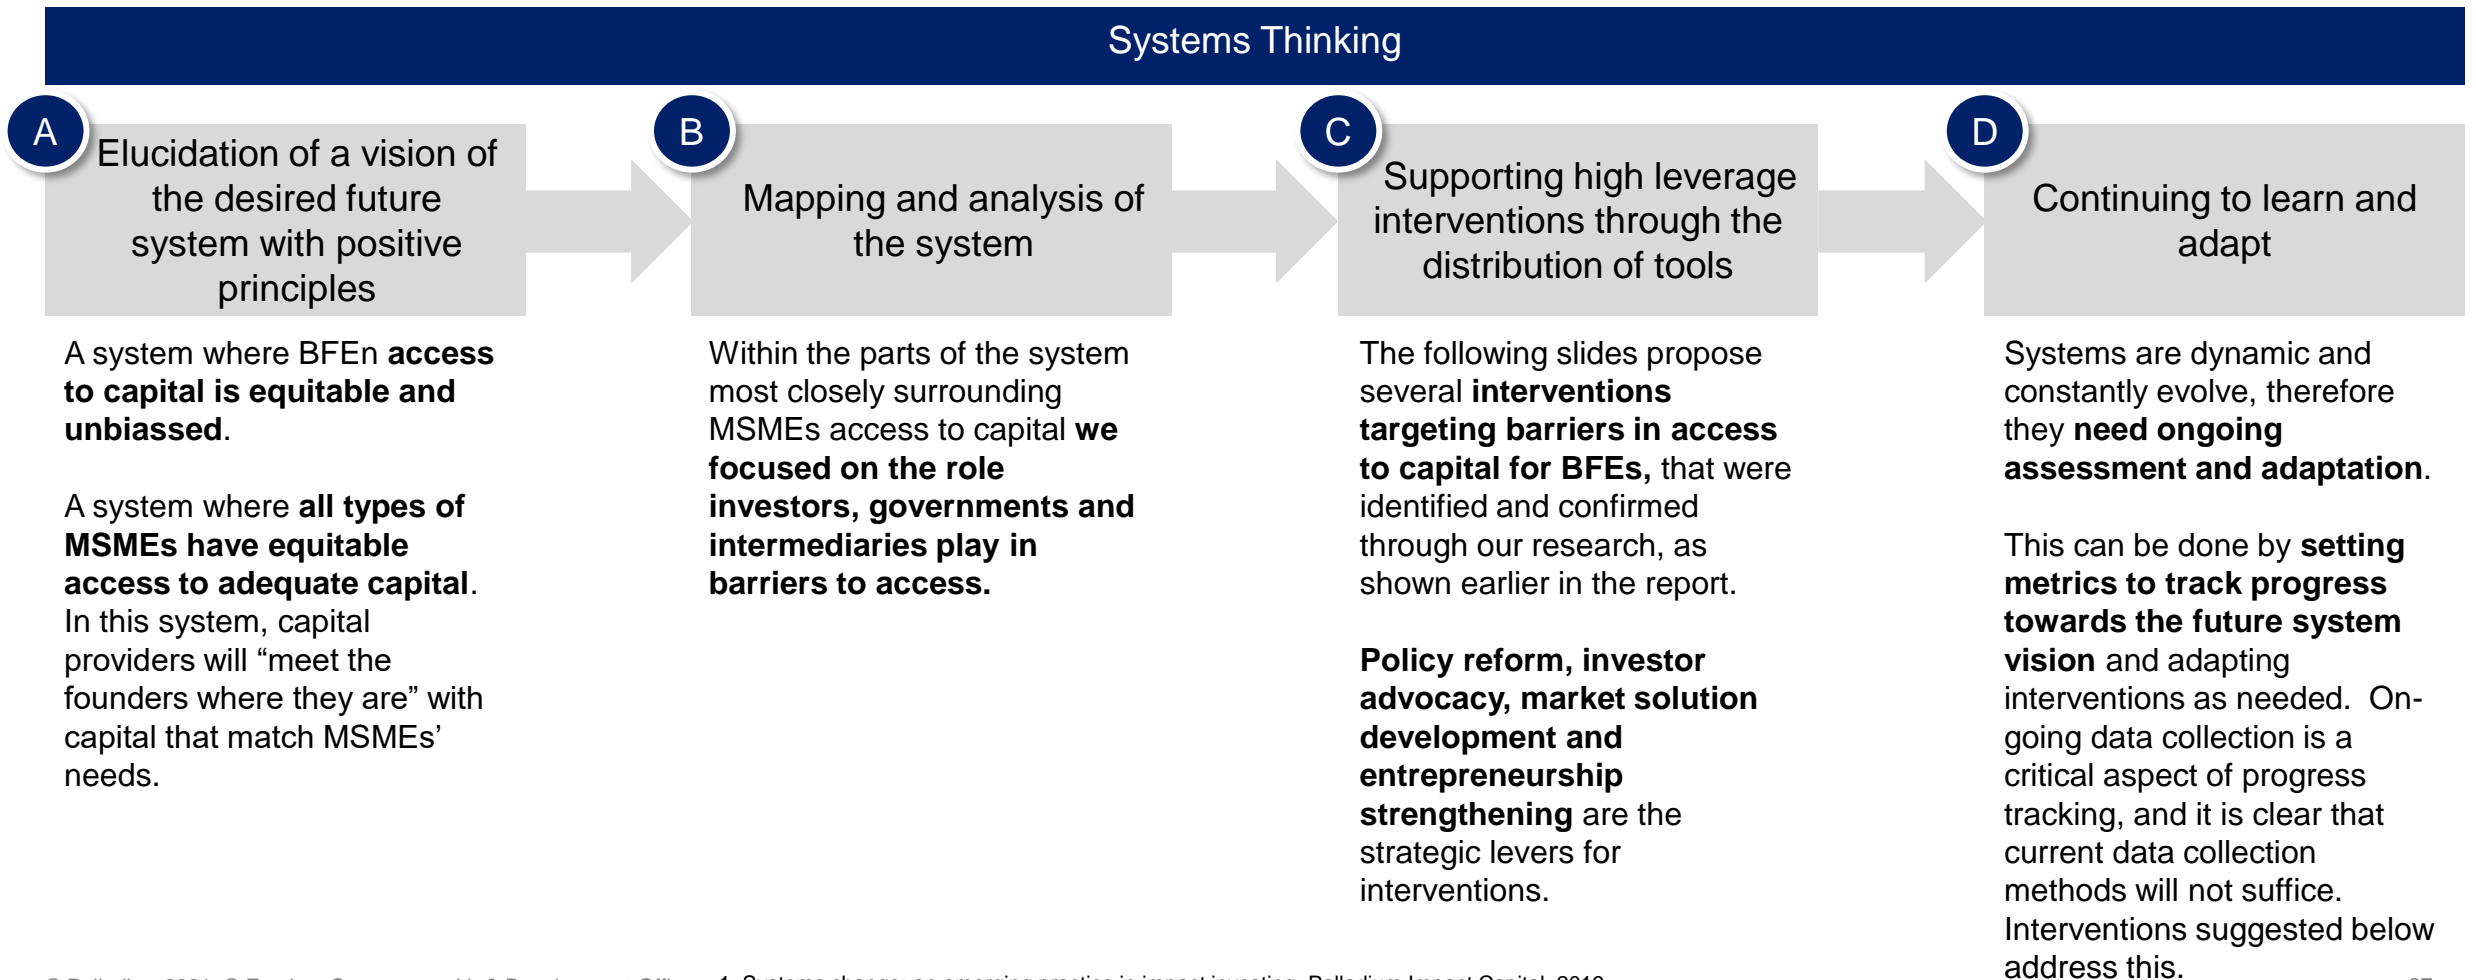 Systems Thinking
A
Elucidation of a vision of
the desired future
system with positive
principles
A system where BFEn access
to capital is equitable and
unbiassed.
A system where all types of
MSMEs have equitable
access to adequate capital.
In this system, capital
providers will “meet the
founders where they are” with
capital that match MSMEs’
needs.
B
Mapping and analysis of
the system
Within the parts of the system
most closely surrounding
MSMEs access to capital we
focused on the role
investors, governments and
intermediaries play in
barriers to access.
C
Supporting high leverage
interventions through the
distribution of tools
The following slides propose
several interventions
targeting barriers in access
to capital for BFEs, that were
identified and confirmed
through our research, as
shown earlier in the report.
Policy reform, investor
advocacy, market solution
development and
entrepreneurship
strengthening are the
strategic levers for
interventions.
D
Continuing to learn and
adapt
Systems are dynamic and
constantly evolve, therefore
they need ongoing
assessment and adaptation.
This can be done by setting
metrics to track progress
towards the future system
vision and adapting
interventions as needed.  On-
going data collection is a
critical aspect of progress
tracking, and it is clear that
current data collection
methods will not suffice.
Interventions suggested below
address this.